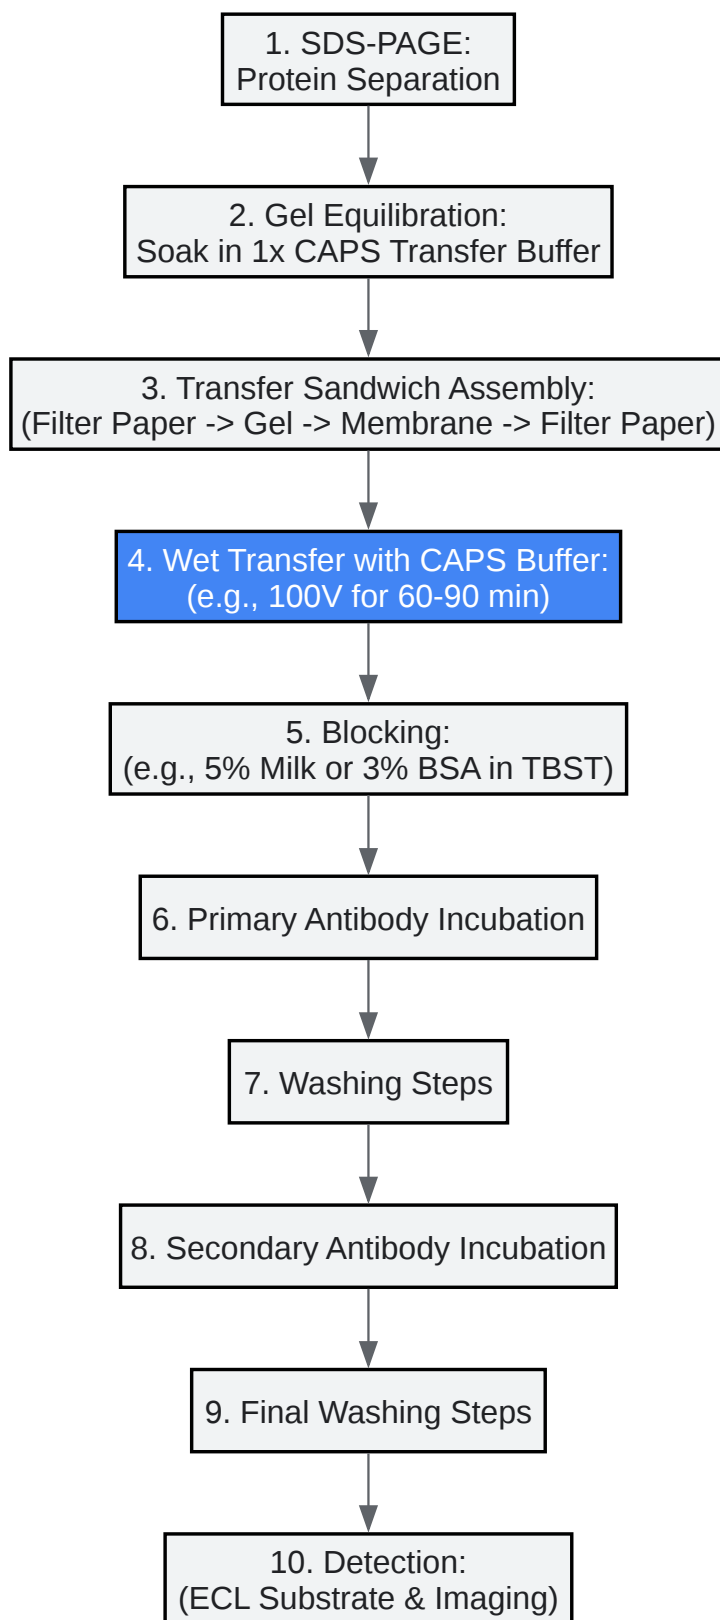 1. SDS-PAGE:
Protein Separation
2. Gel Equilibration:
Soak in 1x CAPS Transfer Buffer
3. Transfer Sandwich Assembly:
(Filter Paper -> Gel -> Membrane -> Filter Paper)
4. Wet Transfer with CAPS Buffer:
(e.g., 100V for 60-90 min)
5. Blocking:
(e.g., 5% Milk or 3% BSA in TBST)
6. Primary Antibody Incubation
7. Washing Steps
8. Secondary Antibody Incubation
9. Final Washing Steps
10. Detection:
(ECL Substrate & Imaging)